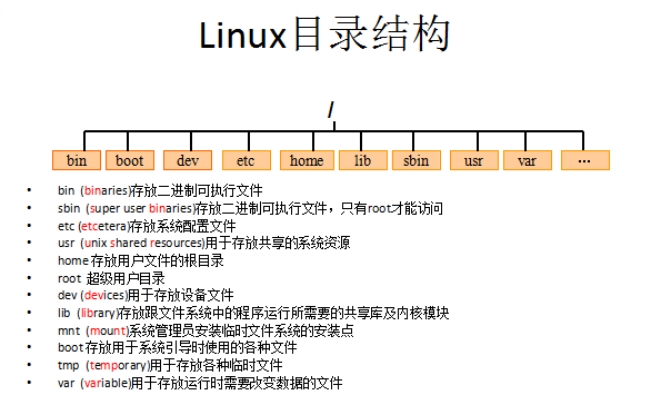 Linux目录结构
/
bin boot dev etc home lib sbin usr var ...
• bin (binaries)存放二进制可执行文件
• sbin (super user binaries)存放二进制可执行文件，只有root才能访问
• etc (etcetera)存放系统配置文件
• usr (unix shared resources)用于存放共享的系统资源
• home 存放用户文件的根目录
• root 超级用户目录
• dev (devices)用于存放设备文件
• lib (library)存放跟文件系统中的程序运行所需要的共享库及内核模块
• mnt (mount)系统管理员安装临时文件系统的安装点
• boot 存放用于系统引导时使用的各种文件
• tmp (temporary)用于存放各种临时文件
• var (variable)用于存放运行时需要改变数据的文件